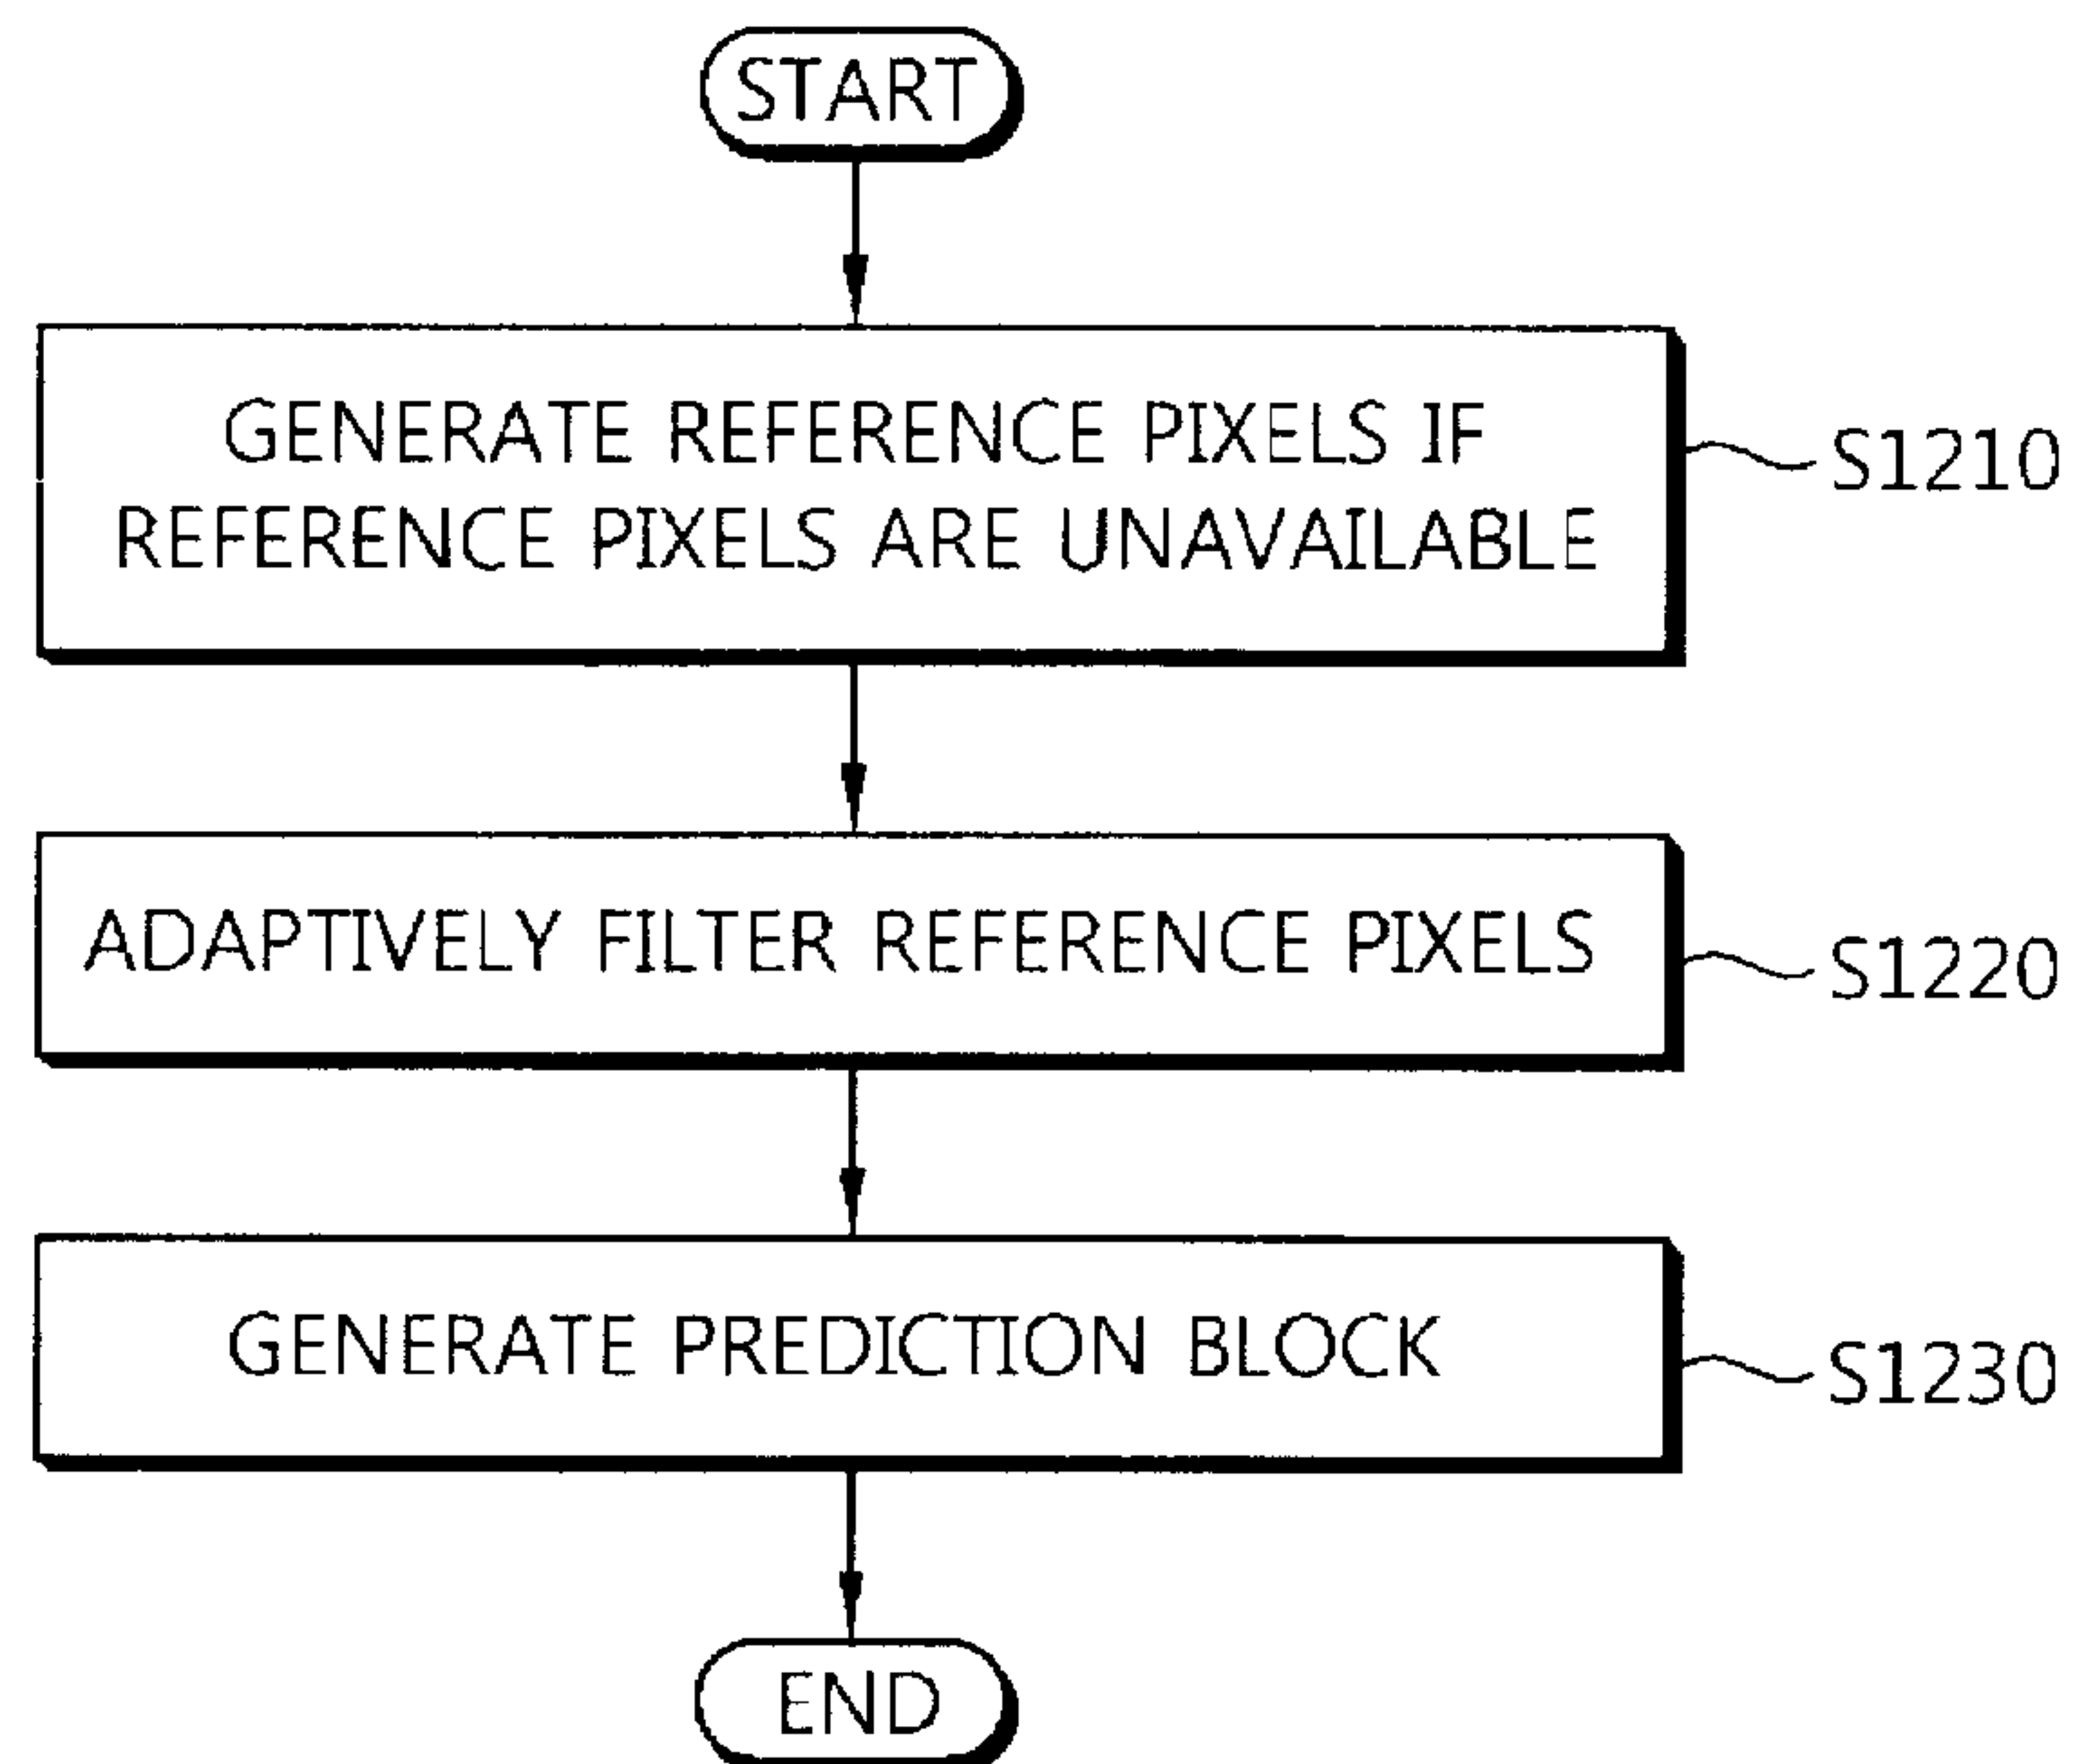 START
GENERATE REFERENCE PIXELS IF
REFERENCE PIXELS ARE UNAVAILABLE
S1210
ADAPTIVELY FILTER REFERENCE PIXELS
S1220
GENERATE PREDICTION BLOCK
S1230
END